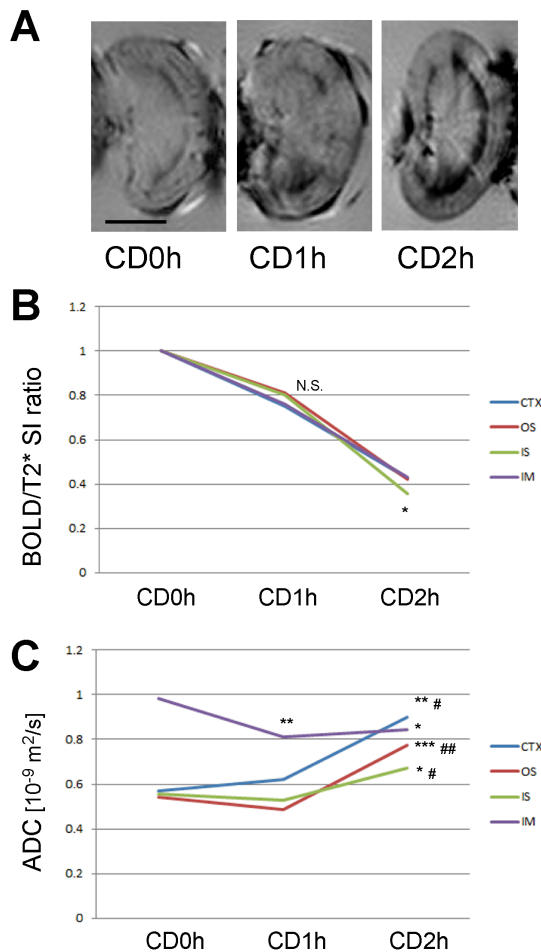 A
CD0h CD1h CD2h
B
BOLD/T2* SI ratio
1.2
1
0.8
0.6
0.4
0.2
0
N.S.
*
CD0h CD1h CD2h
CTX
OS
IS
IM
C
ADC [10-9 m2/s]
1.2
1
0.8
0.6
0.4
0.2
0
**
** #
*
*** ##
* #
CD0h CD1h CD2h
CTX
OS
IS
IM